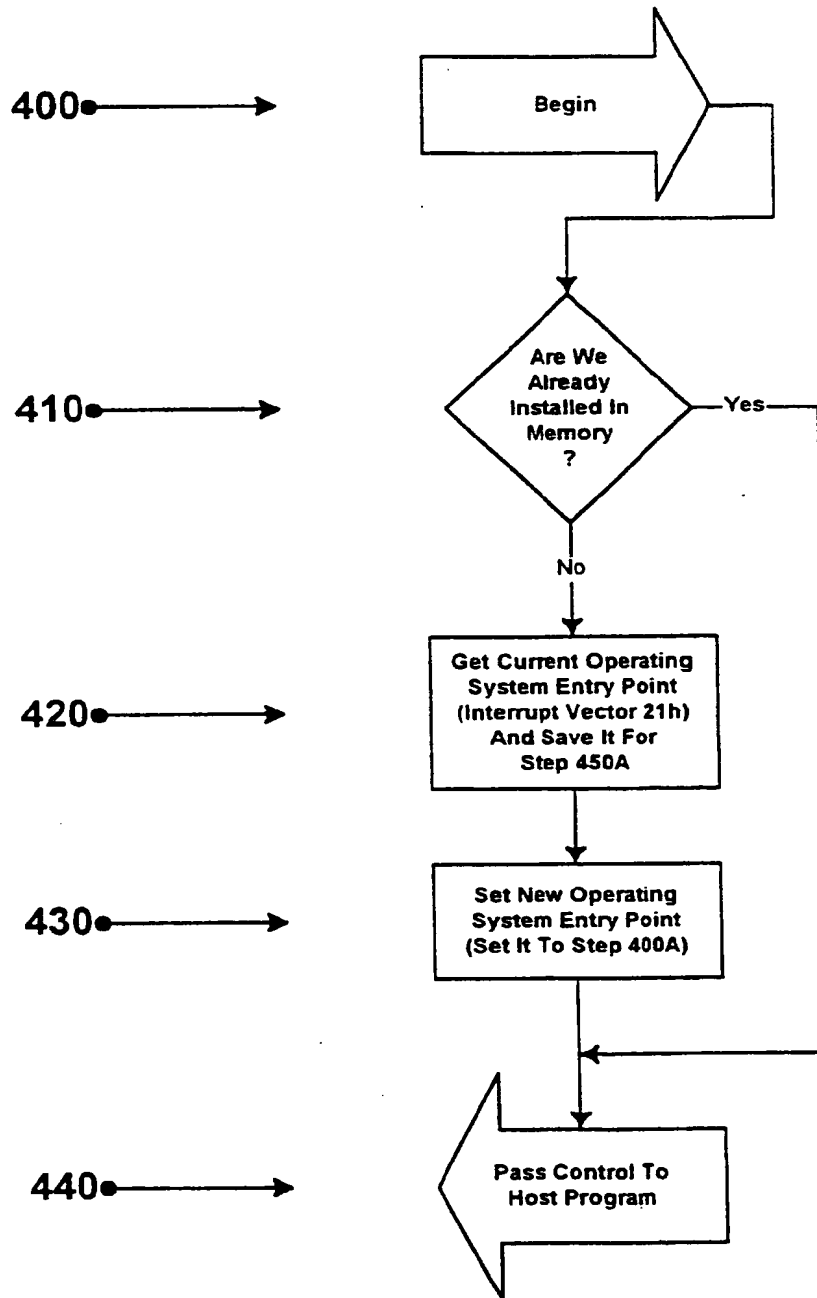 400
Begin
410
Are We
Already
Installed In
Memory
?
Yes
No
420
Get Current Operating
System Entry Point
(Interrupt Vector 21h)
And Save It For
Step 450A
430
Set New Operating
System Entry Point
(Set It To Step 400A)
440
Pass Control To
Host Program